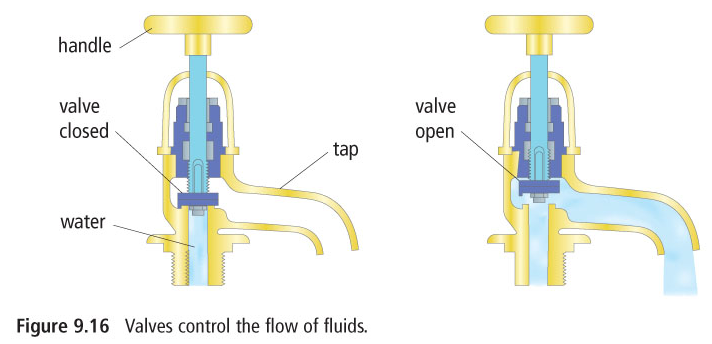 handle
valve
closed
tap
water
valve
open
Figure 9.16 Valves control the flow of fluids.